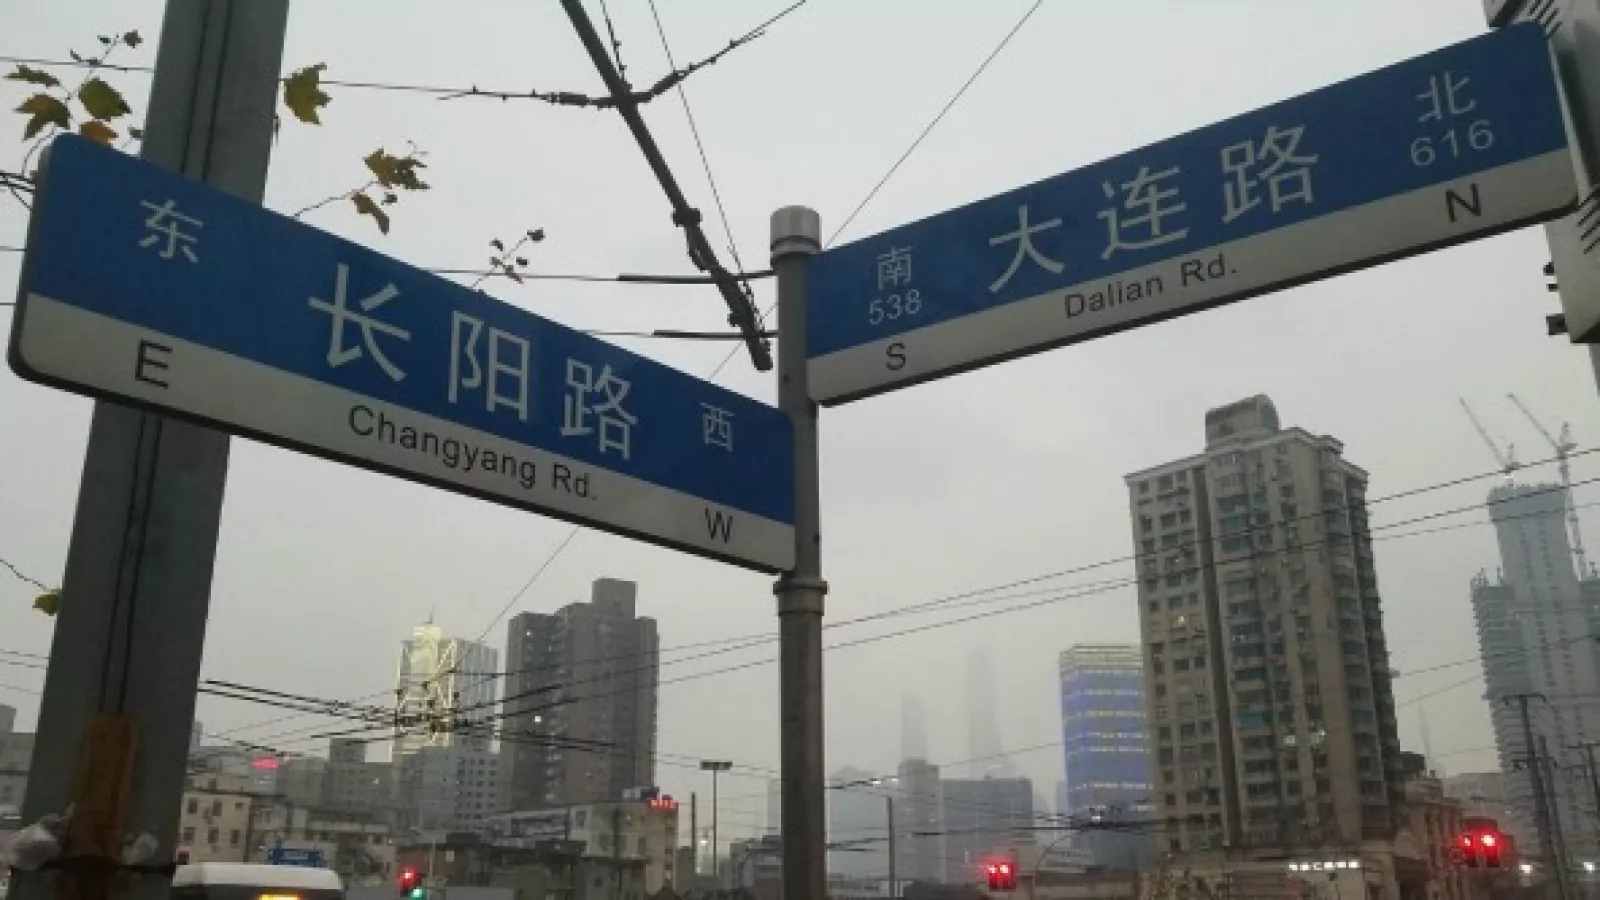 东 长阳路 西
E Changyang Rd. W
南 大连路 北
538 616
S Dalian Rd. N